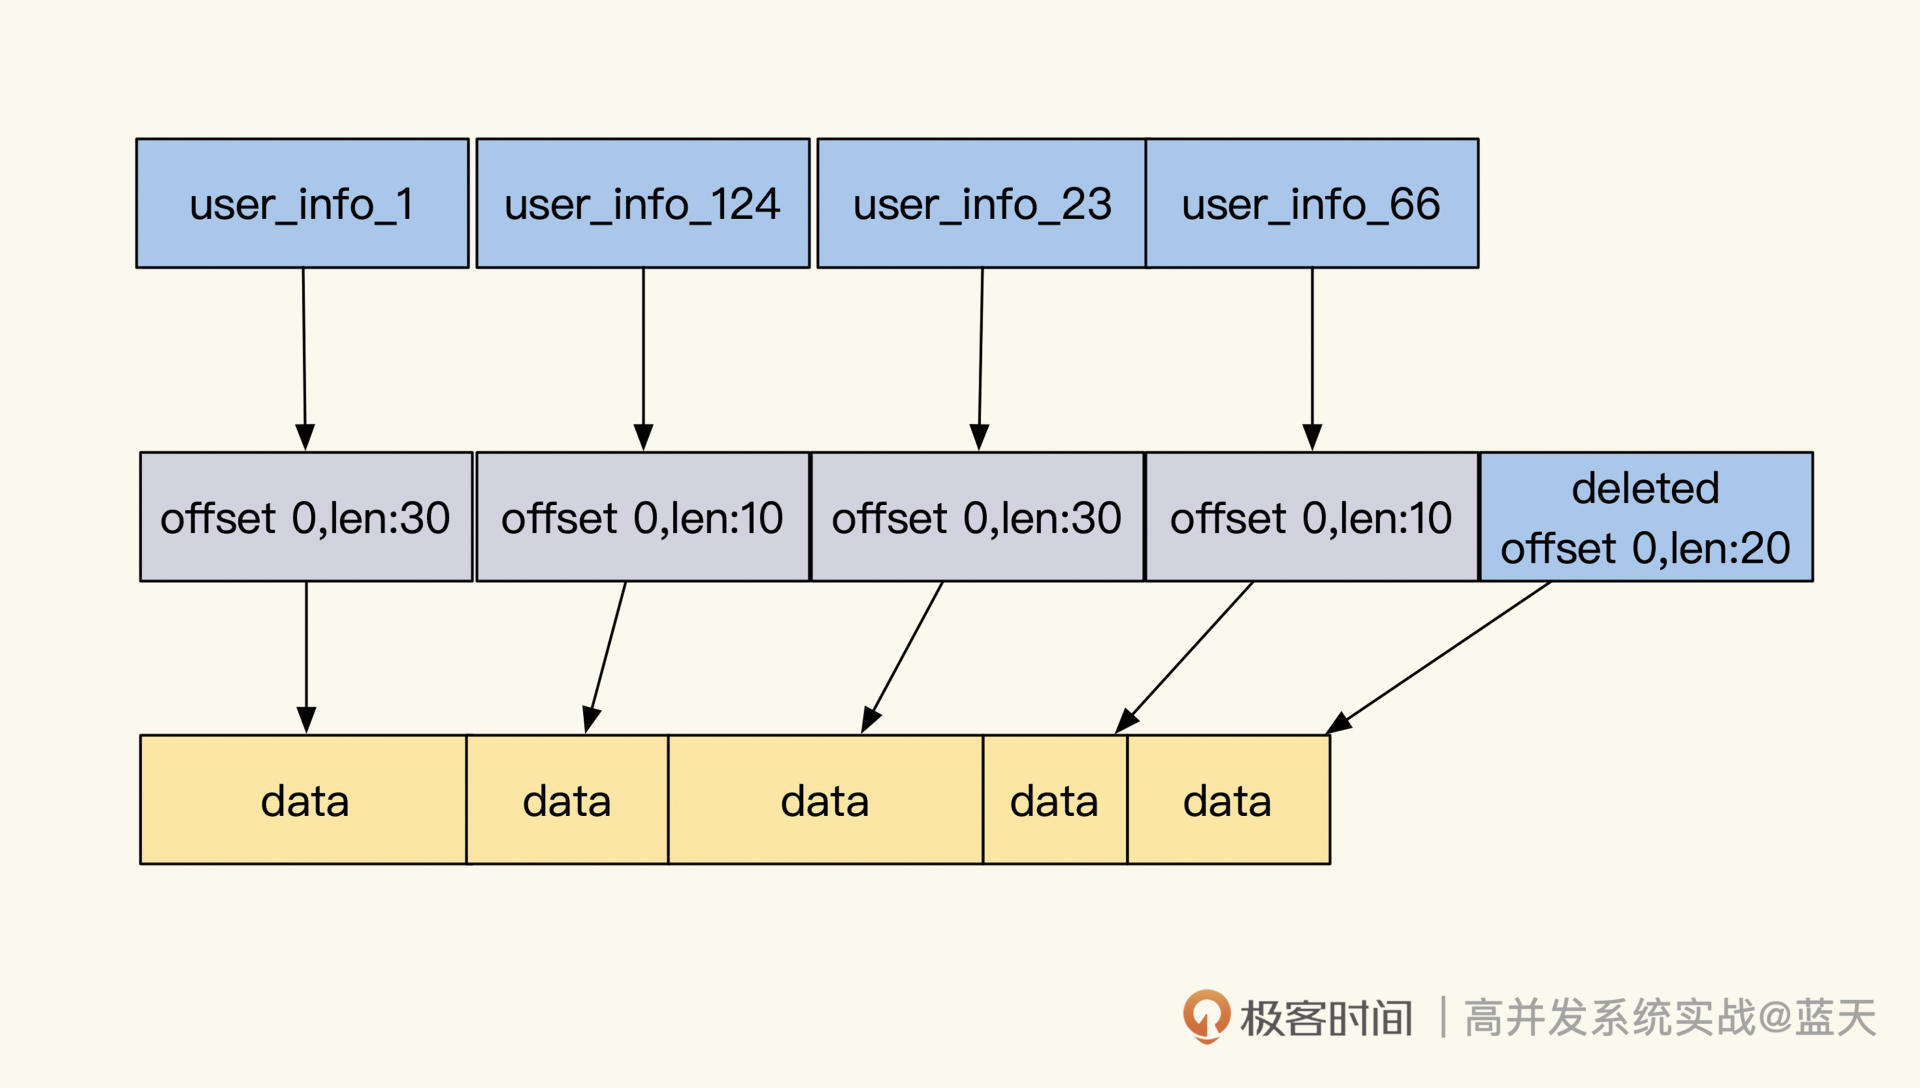 user_info_1
user_info_124
user_info_23
user_info_66
offset 0,len:30
offset 0,len:10
offset 0,len:30
offset 0,len:10
deleted
offset 0,len:20
data
data
data
data
data
极客时间 | 高并发系统实战@蓝天